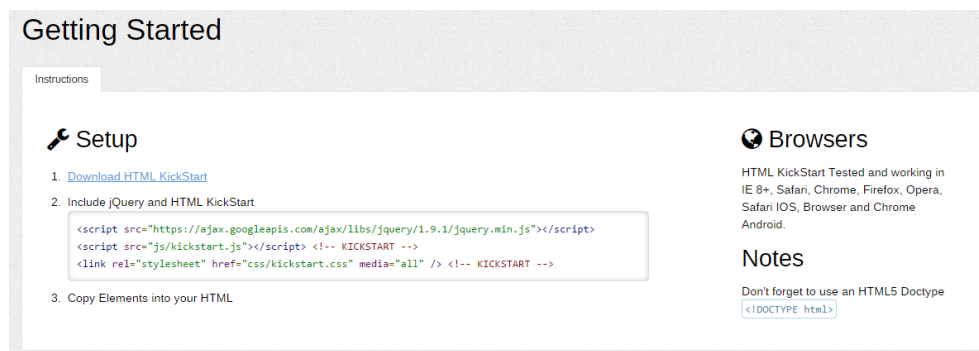 Getting Started
Instructions
Setup
1. Download HTML KickStart
2. Include jQuery and HTML KickStart
<script src="https://ajax.googleapis.com/ajax/libs/jquery/1.9.1/jquery.min.js"></script>
<script src="js/kickstart.js"></script> <!-- KICKSTART -->
<link rel="stylesheet" href="css/kickstart.css" media="all" /> <!-- KICKSTART -->
3. Copy Elements into your HTML
Browsers
HTML KickStart Tested and working in
IE 8+, Safari, Chrome, Firefox, Opera,
Safari IOS, Browser and Chrome
Android.
Notes
Don't forget to use an HTML5 Doctype
<!DOCTYPE html>